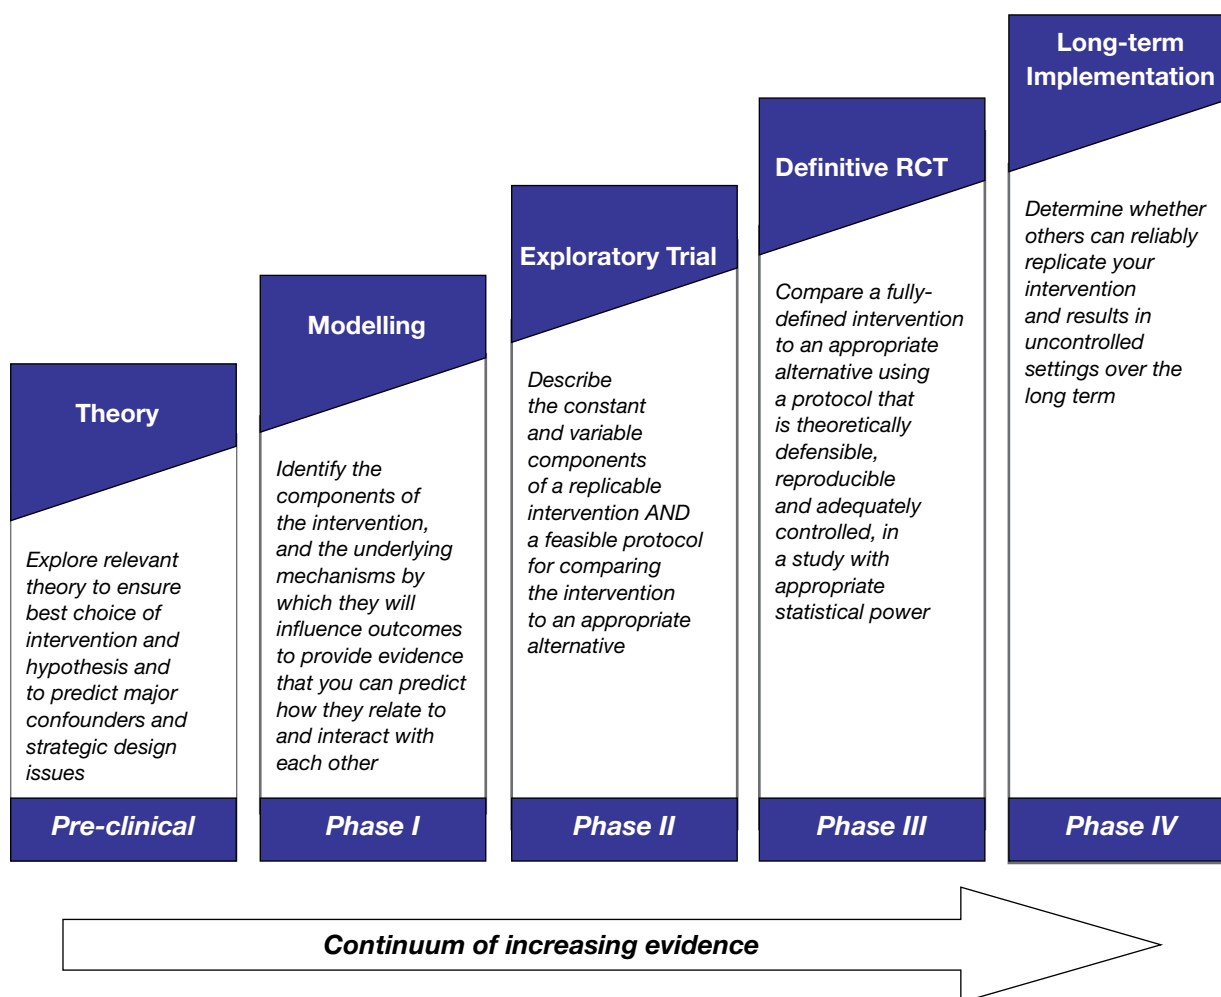 Theory
Explore relevant
theory to ensure
best choice of
intervention and
hypothesis and
to predict major
confounders and
strategic design
issues
Pre-clinical
Modelling
Identify the
components of
the intervention,
and the underlying
mechanisms by
which they will
influence outcomes
to provide evidence
that you can predict
how they relate to
and interact with
each other
Phase I
Exploratory Trial
Describe
the constant
and variable
components
of a replicable
intervention AND
a feasible protocol
for comparing
the intervention
to an appropriate
alternative
Phase II
Definitive RCT
Compare a fully-
defined intervention
to an appropriate
alternative using
a protocol that
is theoretically
defensible,
reproducible
and adequately
controlled, in
a study with
appropriate
statistical power
Phase III
Long-term
Implementation
Determine whether
others can reliably
replicate your
intervention
and results in
uncontrolled
settings over the
long term
Phase IV
Continuum of increasing evidence